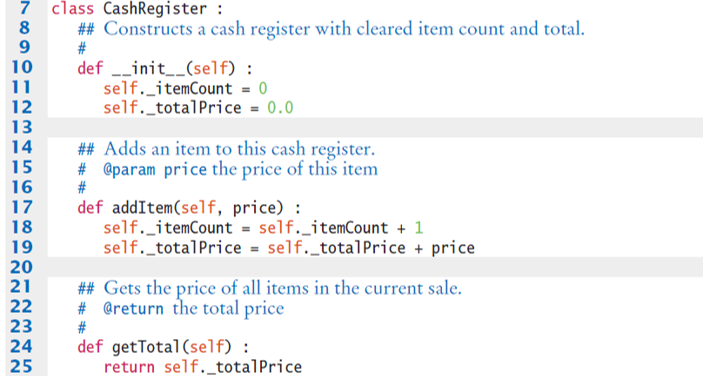 7 class CashRegister :
8 ## Constructs a cash register with cleared item count and total.
9 #
10 def __init__(self) :
11 self._itemCount = 0
12 self._totalPrice = 0.0
13
14 ## Adds an item to this cash register.
15 # @param price the price of this item
16 #
17 def addItem(self, price) :
18 self._itemCount = self._itemCount + 1
19 self._totalPrice = self._totalPrice + price
20
21 ## Gets the price of all items in the current sale.
22 # @return the total price
23 #
24 def getTotal(self) :
25 return self._totalPrice